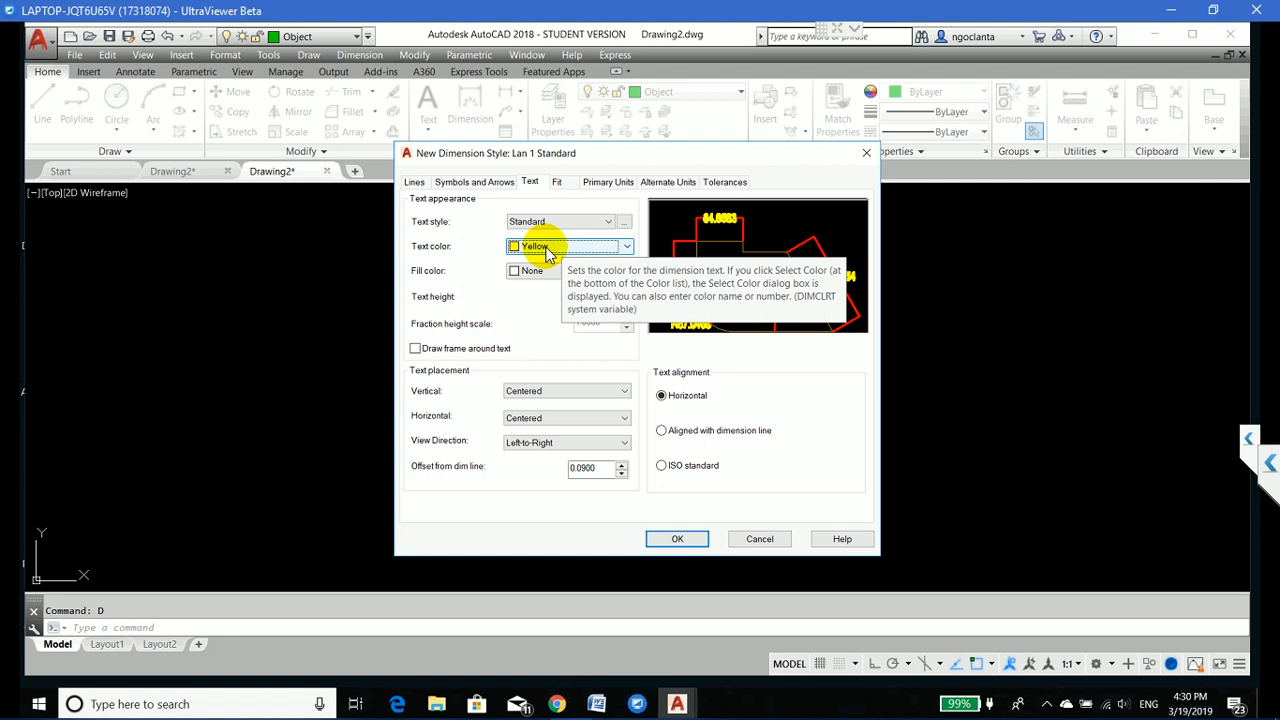 LAPTOP-JQT6U65V (17318074) - UltraViewer Beta
Object
Autodesk AutoCAD 2018 - STUDENT VERSION Drawing2.dwg
Type a keyword or phrase
ngoclanta
File Edit View Insert Format Tools Draw Dimension Modify Parametric Window Help Express
Home Insert Annotate Parametric View Manage Output Add-ins A360 Express Tools Featured Apps
Line Polyline Circle Arc
Move Rotate Trim
Copy Mirror Fillet
Stretch Scale Array
Text Dimension
Layer
Properties
Object
Insert
Match
Properties
ByLayer
ByLayer
ByLayer
Group
Measure
Paste
Base
Draw Modify Groups Utilities Clipboard View
Start Drawing2* Drawing2*
[−][Top][2D Wireframe]
New Dimension Style: Lan 1 Standard
Lines Symbols and Arrows Text Fit Primary Units Alternate Units Tolerances
Text appearance
Text style: Standard ...
Text color: Yellow
Fill color: None
Text height:
Fraction height scale:
Draw frame around text
Sets the color for the dimension text. If you click Select Color (at
the bottom of the Color list), the Select Color dialog box is
displayed. You can also enter color name or number. (DIMCLRT
system variable)
Text placement
Vertical: Centered
Horizontal: Centered
View Direction: Left-to-Right
Offset from dim line: 0.0900
Text alignment
Horizontal
Aligned with dimension line
ISO standard
OK Cancel Help
Y
X
Command: D
Type a command
Model Layout1 Layout2 +
MODEL 1:1
Type here to search
11
99%
ENG
4:30 PM
3/19/2019
23